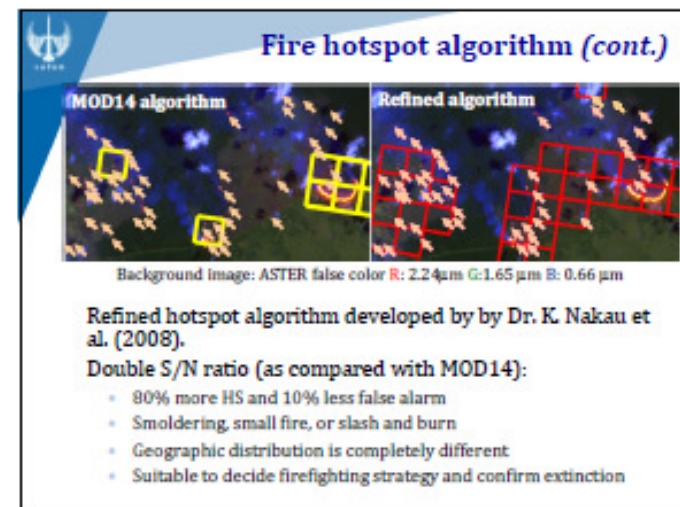 Fire hotspot algorithm (cont.)
MOD14 algorithm
Refined algorithm
Background image: ASTER false color R: 2.24μm G:1.65 μm B: 0.66 μm
Refined hotspot algorithm developed by by Dr. K. Nakau et
al. (2008).
Double S/N ratio (as compared with MOD14):
80% more HS and 10% less false alarm
Smoldering, small fire, or slash and burn
Geographic distribution is completely different
Suitable to decide firefighting strategy and confirm extinction